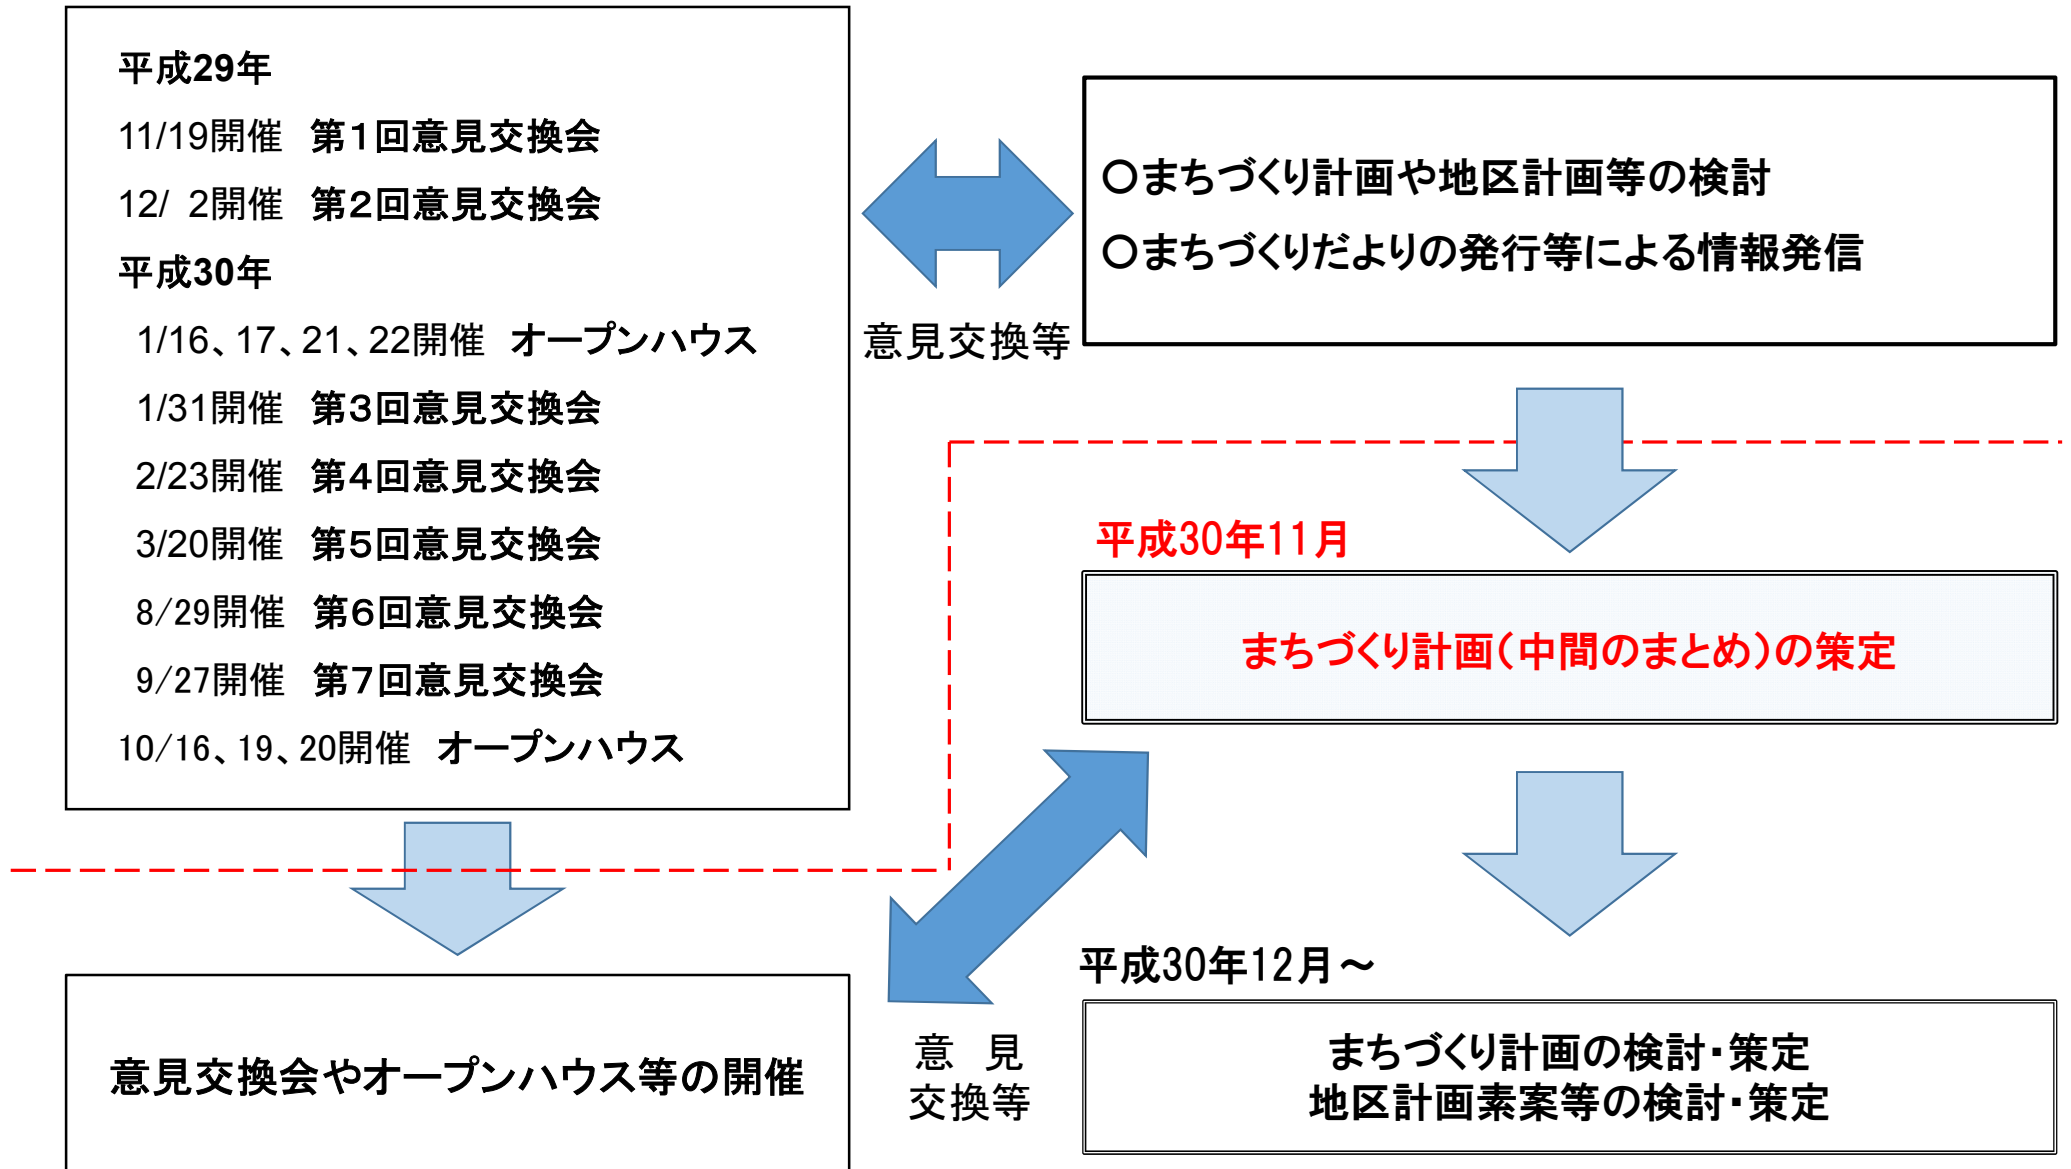 平成29年
11/19開催　第1回意見交換会
12/ 2開催　第2回意見交換会
平成30年
1/16、17、21、22開催　オープンハウス
1/31開催　第3回意見交換会
2/23開催　第4回意見交換会
3/20開催　第5回意見交換会
8/29開催　第6回意見交換会
9/27開催　第7回意見交換会
10/16、19、20開催　オープンハウス
意見交換等
○まちづくり計画や地区計画等の検討
○まちづくりだよりの発行等による情報発信
平成30年11月
まちづくり計画(中間のまとめ)の策定
意見交換会やオープンハウス等の開催
意　見
交換等
平成30年12月～
まちづくり計画の検討・策定
地区計画素案等の検討・策定